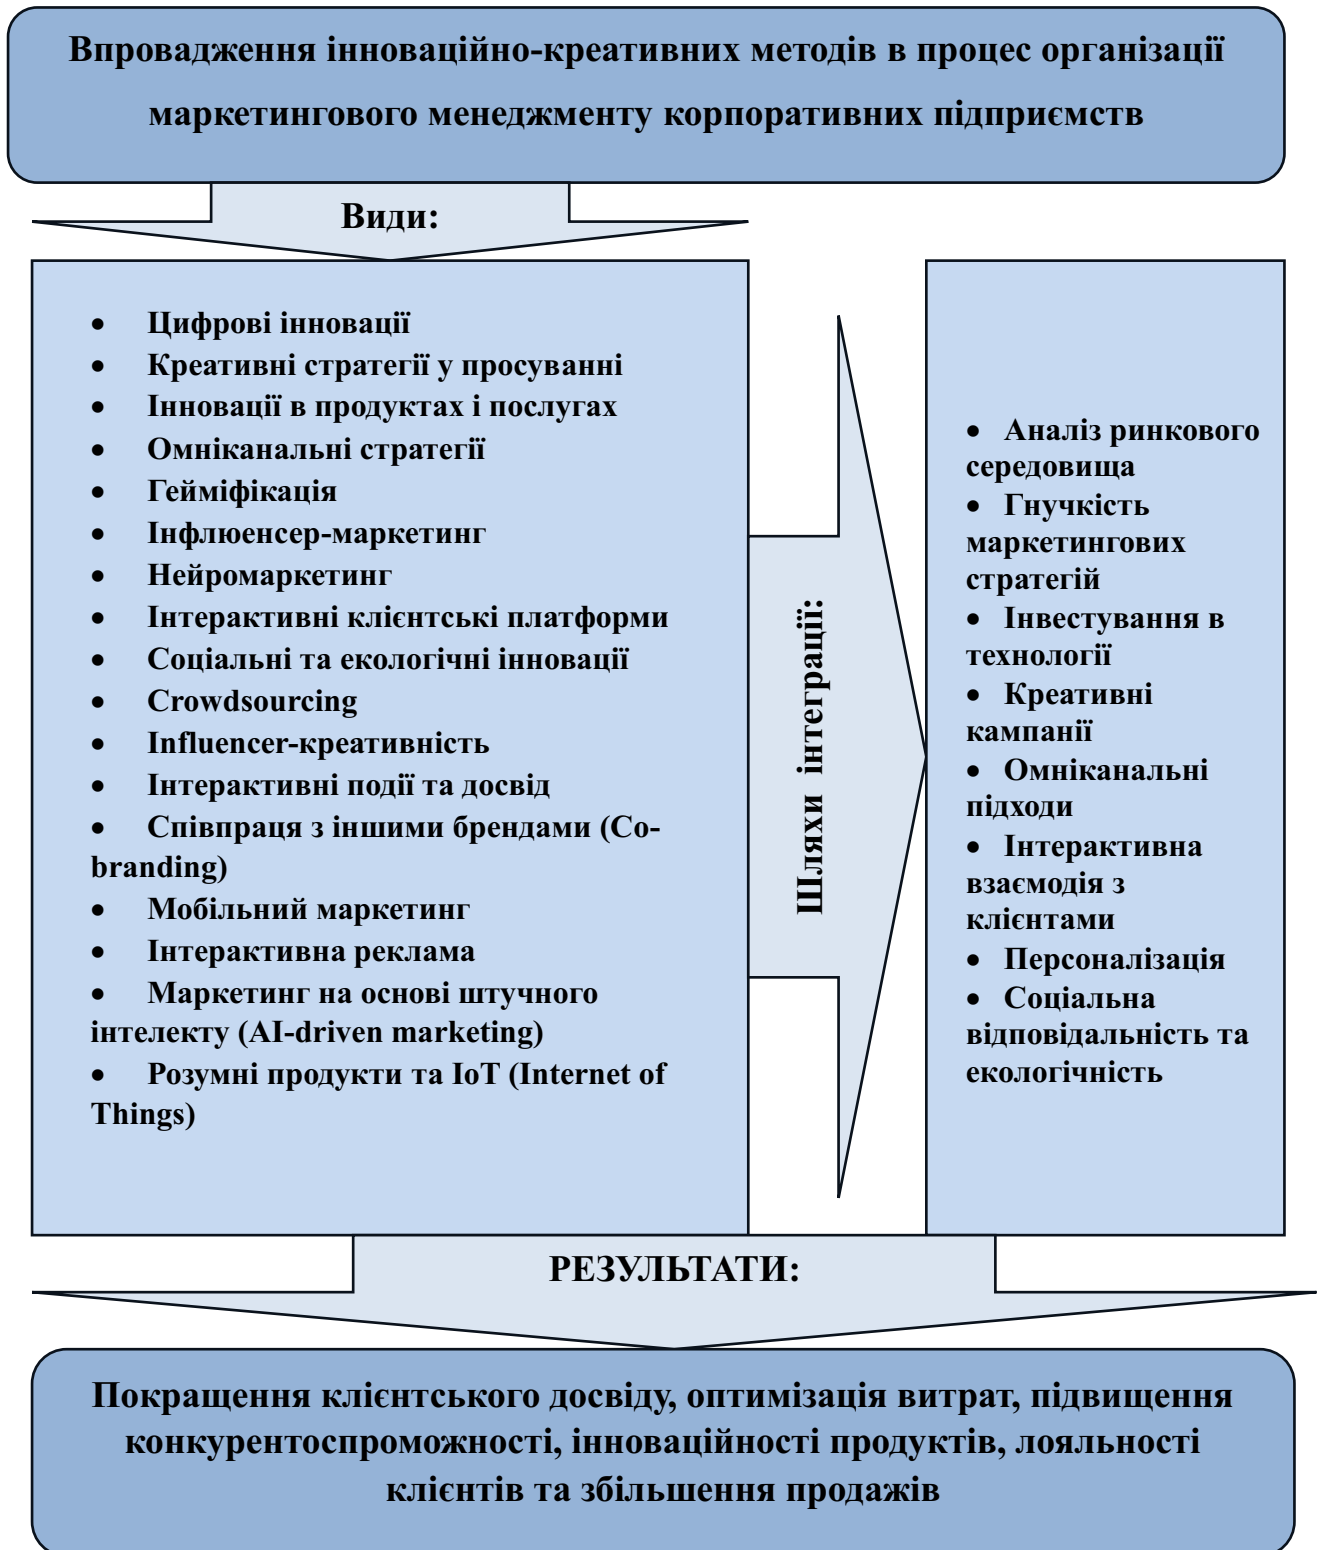 Впровадження інноваційно-креативних методів в процес організації
маркетингового менеджменту корпоративних підприємств
Види:
• Цифрові інновації
• Креативні стратегії у просуванні
• Інновації в продуктах і послугах
• Омніканальні стратегії
• Гейміфікація
• Інфлюенсер-маркетинг
• Нейромаркетинг
• Інтерактивні клієнтські платформи
• Соціальні та екологічні інновації
• Crowdsourcing
• Influencer-креативність
• Інтерактивні події та досвід
• Співпраця з іншими брендами (Co-
branding)
• Мобільний маркетинг
• Інтерактивна реклама
• Маркетинг на основі штучного
інтелекту (AI-driven marketing)
• Розумні продукти та IoT (Internet of
Things)
Шляхи інтеграції:
• Аналіз ринкового
середовища
• Гнучкість
маркетингових
стратегій
• Інвестування в
технології
• Креативні
кампанії
• Омніканальні
підходи
• Інтерактивна
взаємодія з
клієнтами
• Персоналізація
• Соціальна
відповідальність та
екологічність
РЕЗУЛЬТАТИ:
Покращення клієнтського досвіду, оптимізація витрат, підвищення
конкурентоспроможності, інноваційності продуктів, лояльності
клієнтів та збільшення продажів